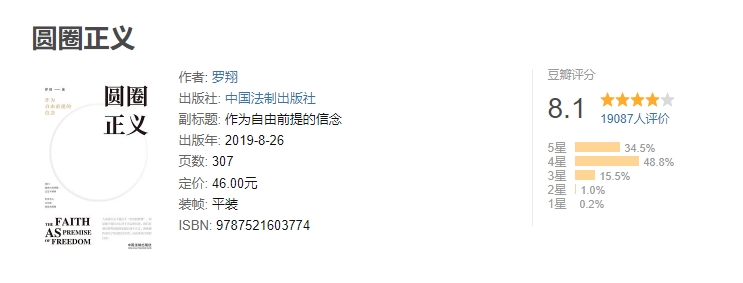 圆圈正义
罗翔 著
作为
自由前提的
信念
圆圈
正义
THE FAITH
AS PREMISE
OF FREEDOM
中国法制出版社
作者: 罗翔
出版社: 中国法制出版社
副标题: 作为自由前提的信念
出版年: 2019-8-26
页数: 307
定价: 46.00元
装帧: 平装
ISBN: 9787521603774
豆瓣评分
8.1
19087人评价
5星 34.5%
4星 48.8%
3星 15.5%
2星 1.0%
1星 0.2%